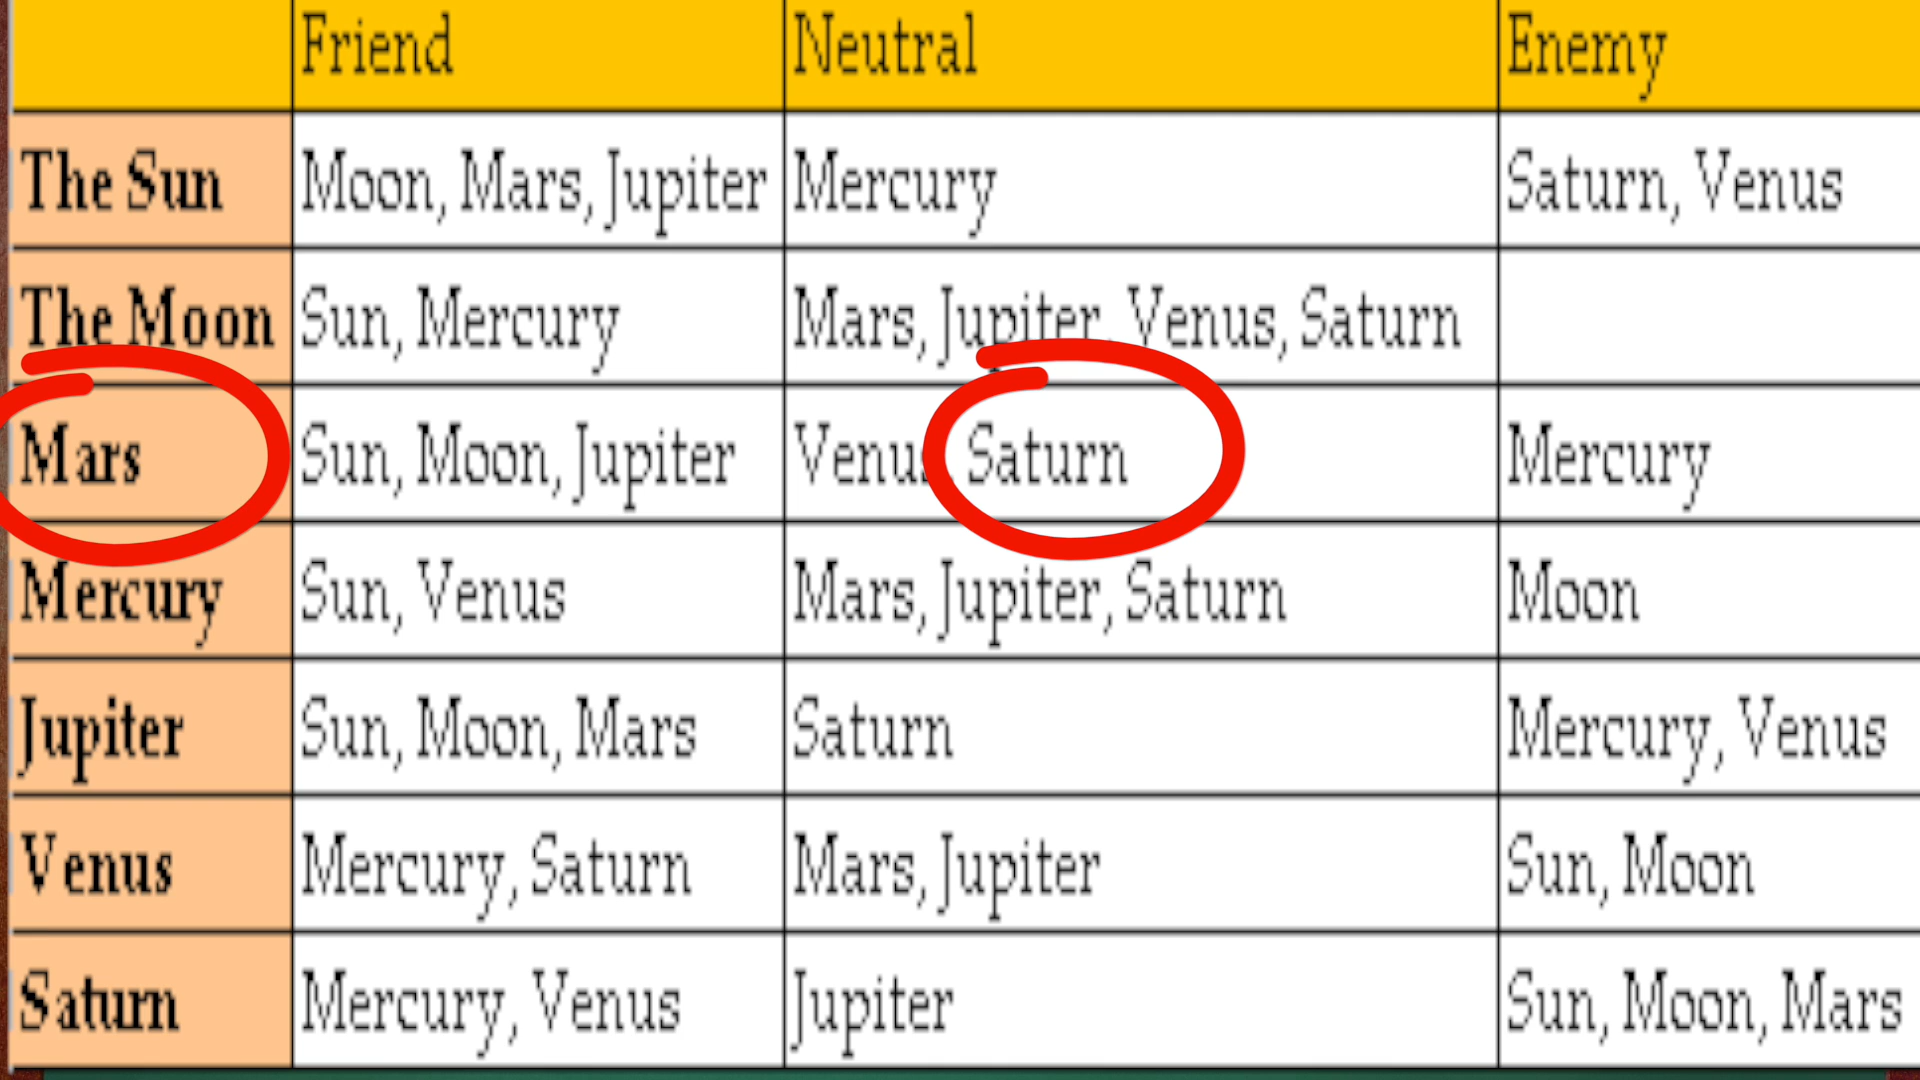 Friend Neutral Enemy
The Sun Moon, Mars, Jupiter Mercury Saturn, Venus
The Moon Sun, Mercury Mars, Jupiter, Venus, Saturn
Mars Sun, Moon, Jupiter Venus, Saturn Mercury
Mercury Sun, Venus Mars, Jupiter, Saturn Moon
Jupiter Sun, Moon, Mars Saturn Mercury, Venus
Venus Mercury, Saturn Mars, Jupiter Sun, Moon
Saturn Mercury, Venus Jupiter Sun, Moon, Mars